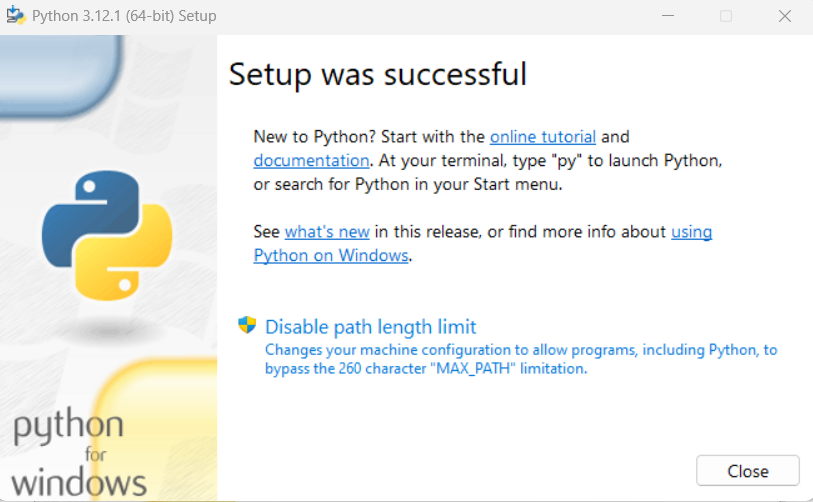 Python 3.12.1 (64-bit) Setup
Setup was successful
New to Python? Start with the online tutorial and
documentation. At your terminal, type "py" to launch Python,
or search for Python in your Start menu.
See what's new in this release, or find more info about using
Python on Windows.
Disable path length limit
Changes your machine configuration to allow programs, including Python, to
bypass the 260 character "MAX_PATH" limitation.
python
for
windows
Close